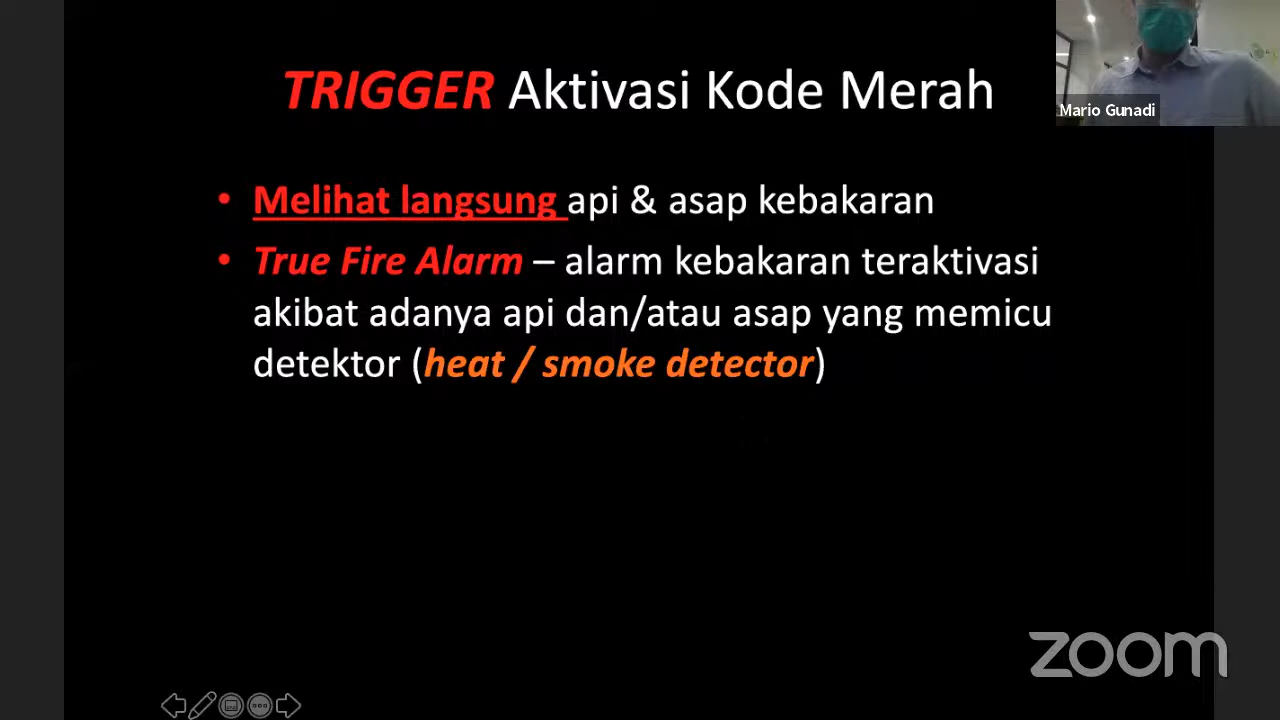 TRIGGER Aktivasi Kode Merah
Mario Gunadi
• Melihat langsung api & asap kebakaran
• True Fire Alarm – alarm kebakaran teraktivasi
akibat adanya api dan/atau asap yang memicu
detektor (heat / smoke detector)
zoom